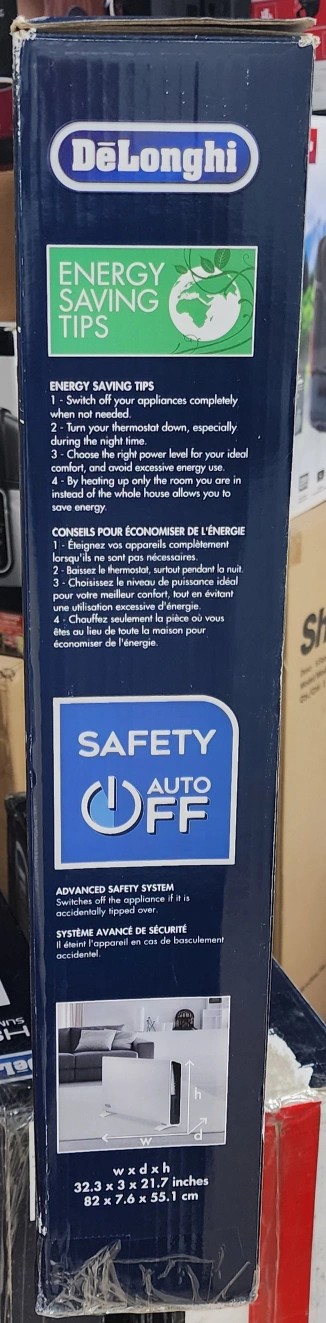 DēLonghi
ENERGY
SAVING
TIPS
ENERGY SAVING TIPS
1 - Switch off your appliances completely
when not needed.
2 - Turn your thermostat down, especially
during the night time.
3 - Choose the right power level for your ideal
comfort, and avoid excessive energy use.
4 - By heating up only the room you are in
instead of the whole house allows you to
save energy.
CONSEILS POUR ÉCONOMISER DE L'ÉNERGIE
1 - Éteignez vos appareils complètement
lorsqu'ils ne sont pas nécessaires.
2 - Baissez le thermostat, surtout pendant la nuit.
3 - Choisissez le niveau de puissance idéal
pour votre meilleur confort, tout en évitant
une utilisation excessive d'énergie.
4 - Chauffez seulement la pièce où vous
êtes au lieu de toute la maison pour
économiser de l'énergie.
SAFETY
AUTO
OFF
ADVANCED SAFETY SYSTEM
Switches off the appliance if it is
accidentally tipped over.
SYSTÈME AVANCÉ DE SÉCURITÉ
Il éteint l'appareil en cas de basculement
accidentel.
h
w
d
w x d x h
32.3 x 3 x 21.7 inches
82 x 7.6 x 55.1 cm
Sh